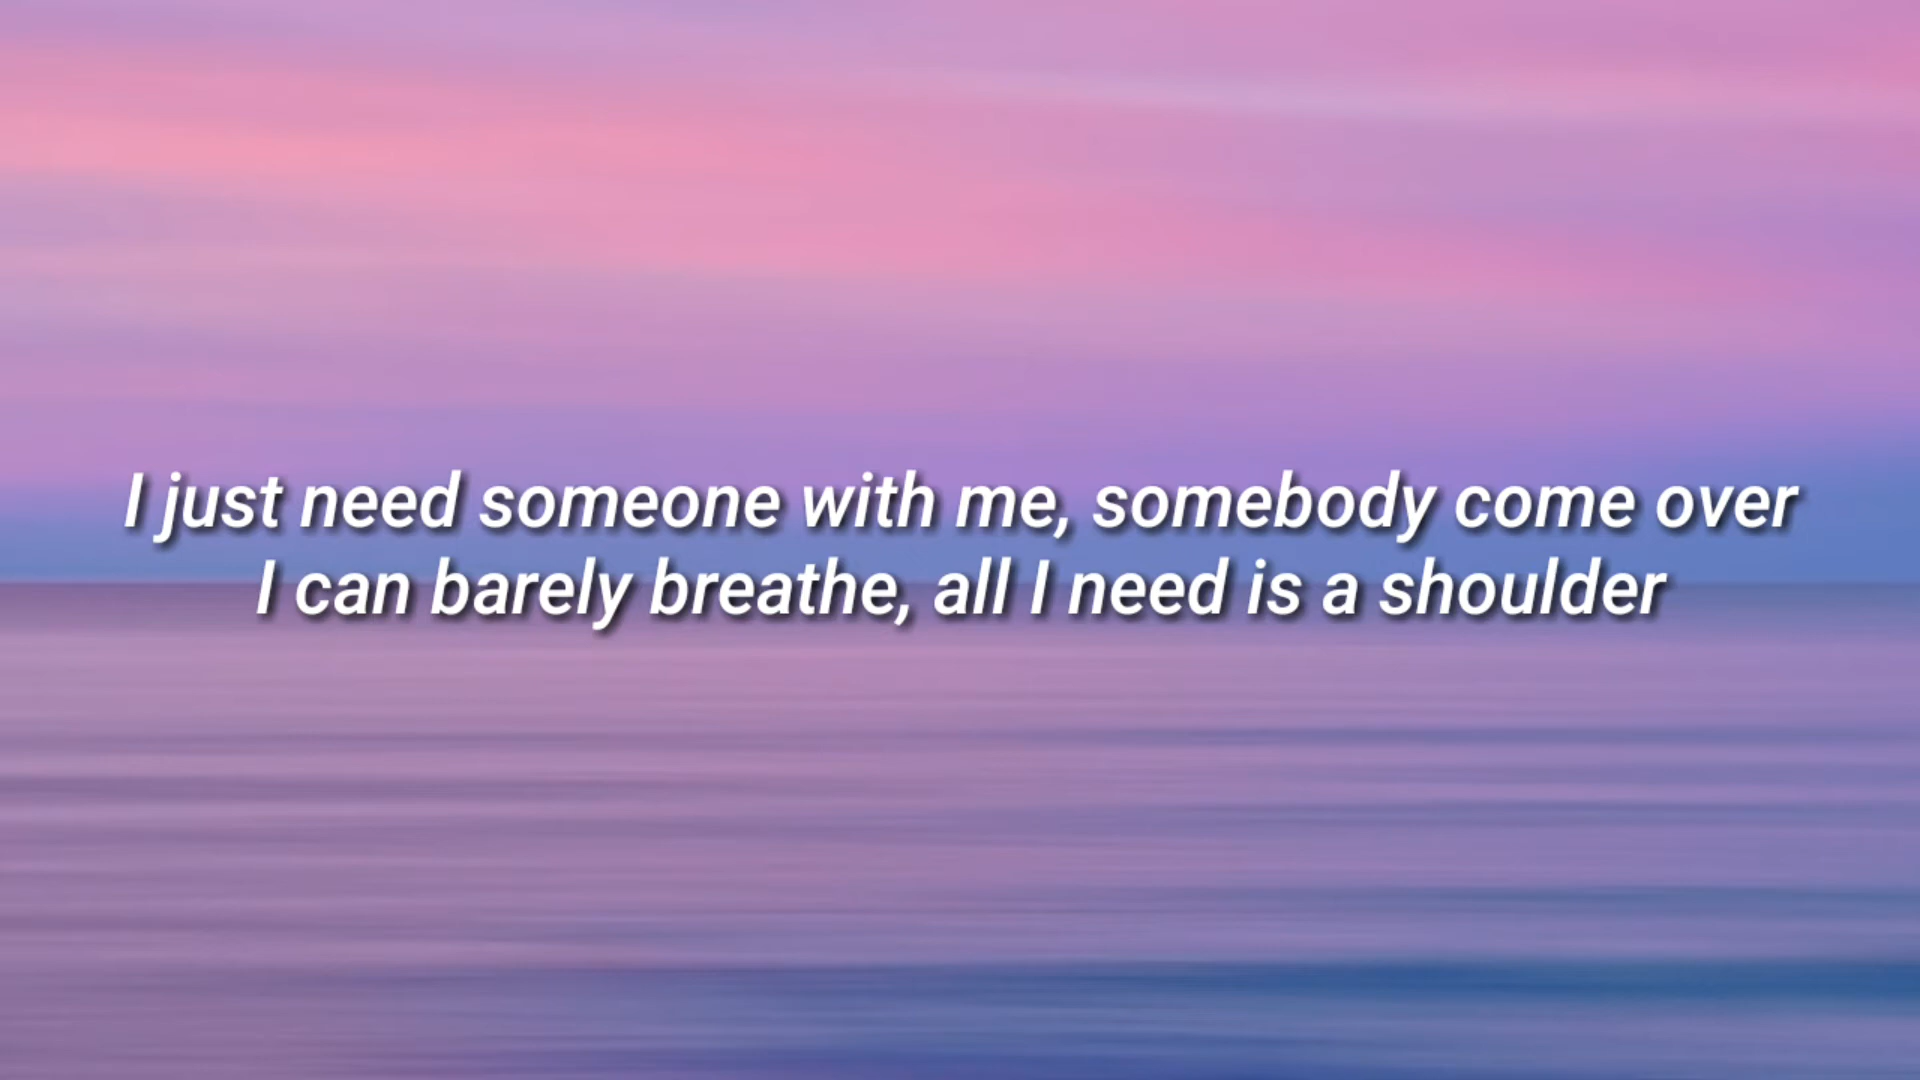 I just need someone with me, somebody come over
I can barely breathe, all I need is a shoulder